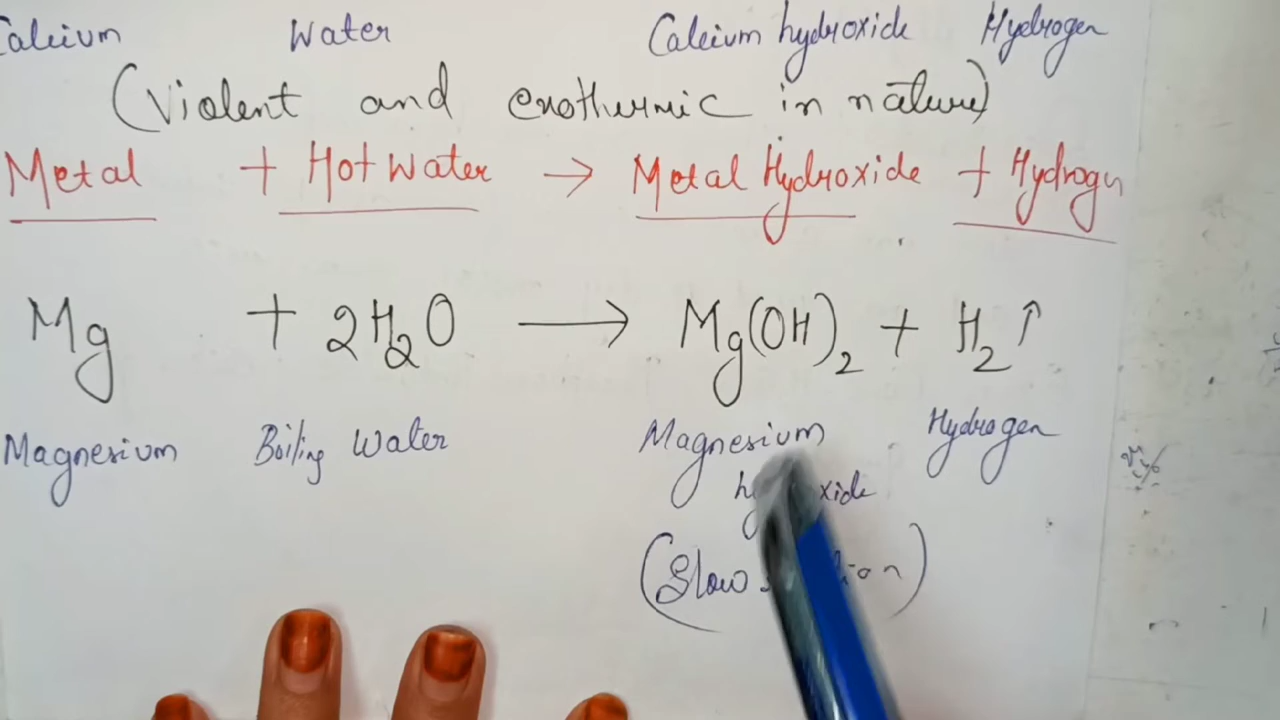 Calcium Water Calcium hydroxide Hydrogen
(Violent and exothermic in nature)
Metal + Hot Water → Metal Hydroxide + Hydrogen
Mg + 2H₂O → Mg(OH)₂ + H₂↑
Magnesium Boiling Water Magnesium Hydrogen
(Slow